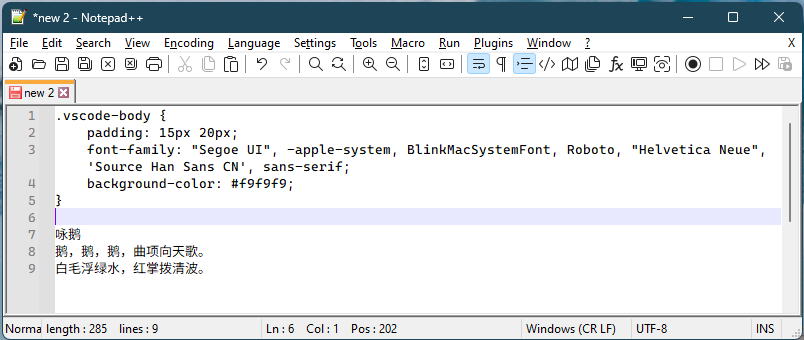 *new 2 - Notepad++
File Edit Search View Encoding Language Settings Tools Macro Run Plugins Window ? X
new 2
1 .vscode-body {
2 padding: 15px 20px;
3 font-family: "Segoe UI", -apple-system, BlinkMacSystemFont, Roboto, "Helvetica Neue",
'Source Han Sans CN', sans-serif;
4 background-color: #f9f9f9;
5 }
6
7 咏鹅
8 鹅，鹅，鹅，曲项向天歌。
9 白毛浮绿水，红掌拨清波。
Norma length : 285 lines : 9 Ln : 6 Col : 1 Pos : 202 Windows (CR LF) UTF-8 INS